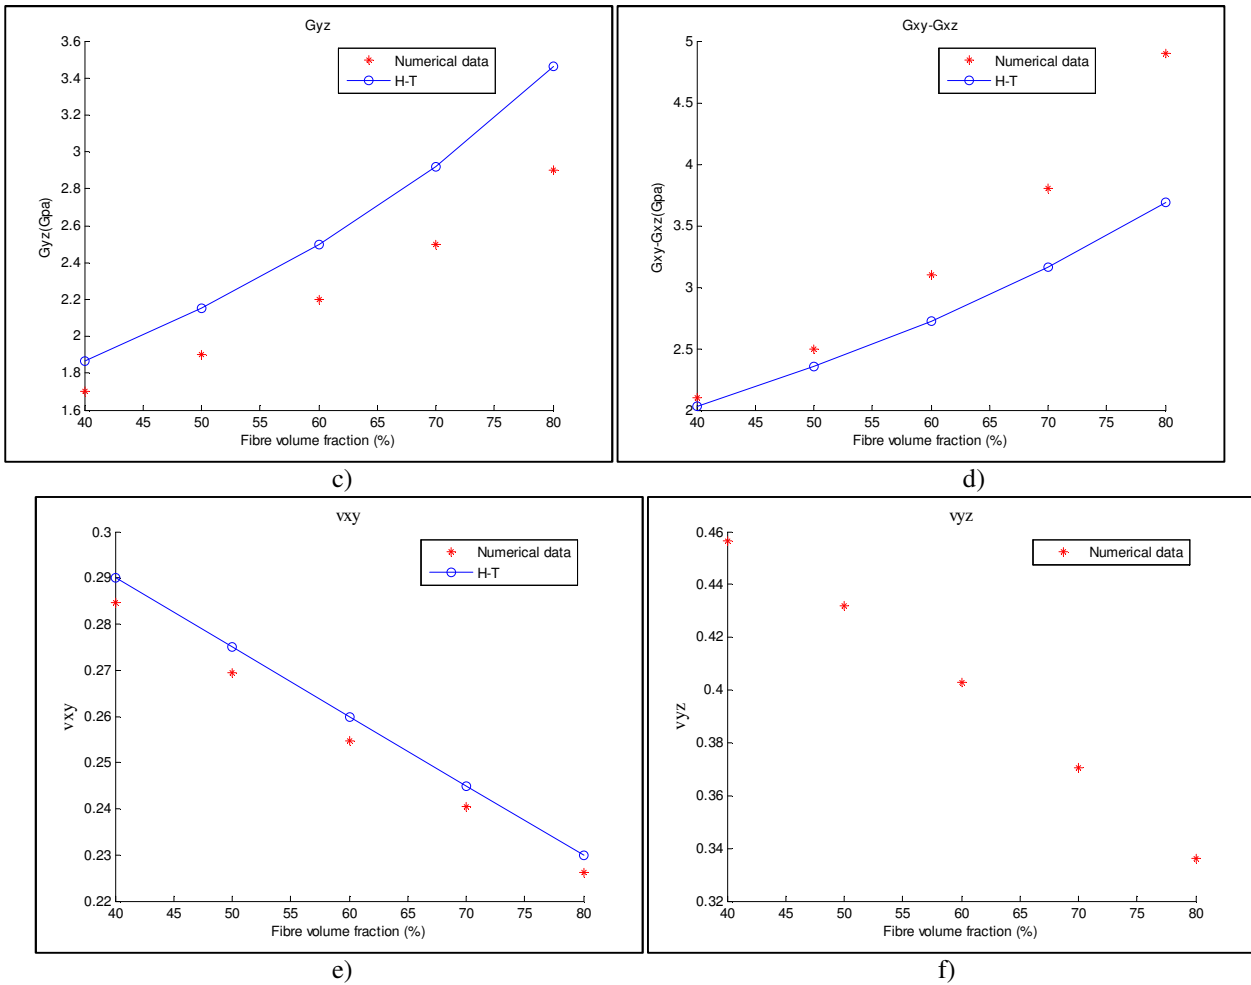 Gyz
Numerical data
H-T
Gyz(Gpa)
3.6
3.4
3.2
3
2.8
2.6
2.4
2.2
2
1.8
1.6
40 45 50 55 60 65 70 75 80
Fibre volume fraction (%)
c)
Gxy-Gxz
Numerical data
H-T
Gxy-Gxz(Gpa)
5
4.5
4
3.5
3
2.5
2
40 45 50 55 60 65 70 75 80
Fibre volume fraction (%)
d)
vxy
Numerical data
H-T
vxy
0.3
0.29
0.28
0.27
0.26
0.25
0.24
0.23
0.22
40 45 50 55 60 65 70 75 80
Fibre volume fraction (%)
e)
vyz
Numerical data
vyz
0.46
0.44
0.42
0.4
0.38
0.36
0.34
0.32
40 45 50 55 60 65 70 75 80
Fibre volume fraction (%)
f)